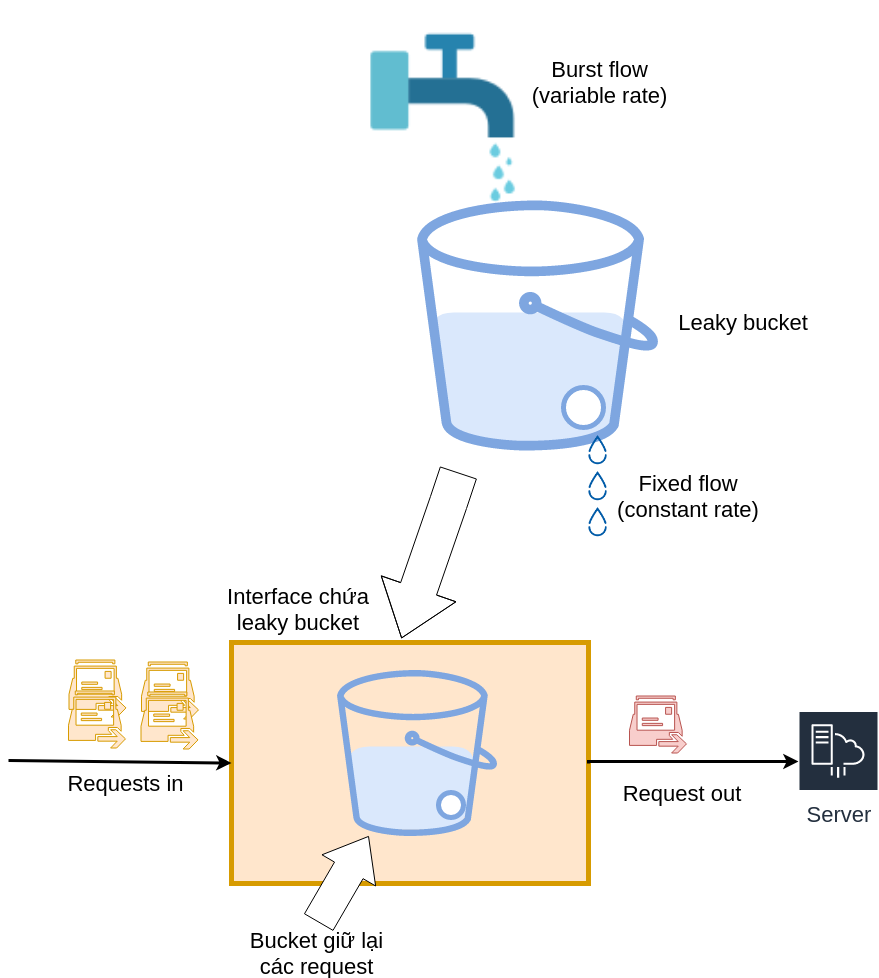 Burst flow
(variable rate)
Leaky bucket
Fixed flow
(constant rate)
Interface chứa
leaky bucket
Requests in
Request out
Server
Bucket giữ lại
các request